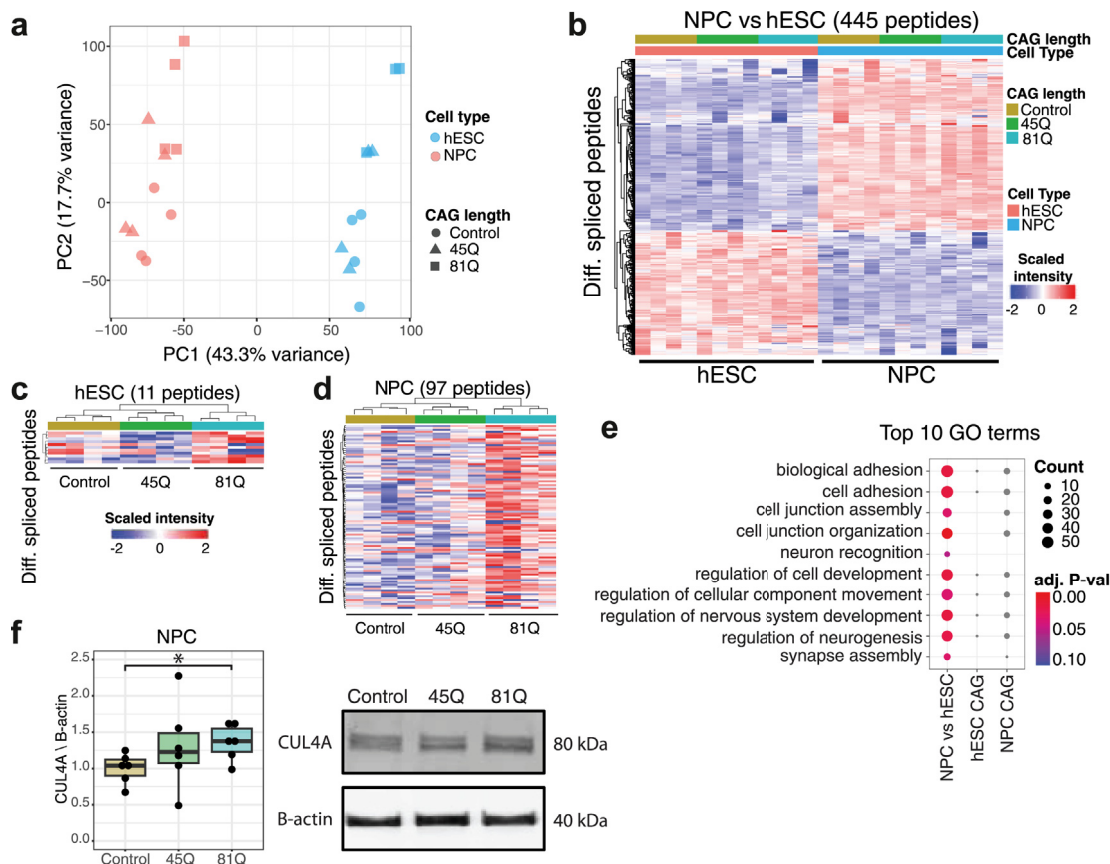 a
PC2 (17.7% variance)
100
50
0
−50
−100
−50
0
50
100
PC1 (43.3% variance)
Cell type
hESC
NPC
CAG length
Control
45Q
81Q
b
NPC vs hESC (445 peptides)
CAG length
Cell Type
Diff. spliced peptides
hESC
NPC
CAG length
Control
45Q
81Q
Cell Type
hESC
NPC
Scaled
intensity
-2 0 2
c
hESC (11 peptides)
Diff. spliced peptides
Control 45Q 81Q
Scaled intensity
-2 0 2
d
NPC (97 peptides)
Diff. spliced peptides
Control 45Q 81Q
e
Top 10 GO terms
biological adhesion
cell adhesion
cell junction assembly
cell junction organization
neuron recognition
regulation of cell development
regulation of cellular component movement
regulation of nervous system development
regulation of neurogenesis
synapse assembly
NPC vs hESC
hESC CAG
NPC CAG
Count
10
20
30
40
50
adj. P-val
0.00
0.05
0.10
f
NPC
CUL4A \ B-actin
2.5
2.0
1.5
1.0
0.5
0.0
*
Control 45Q 81Q
Control 45Q 81Q
CUL4A
80 kDa
B-actin
40 kDa